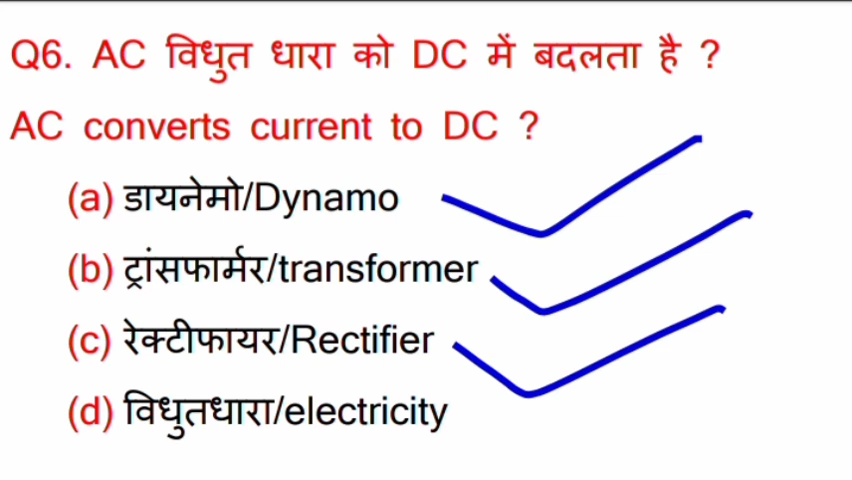 Q6. AC विधुत धारा को DC में बदलता है ?
AC converts current to DC ?
(a) डायनेमो/Dynamo
(b) ट्रांसफार्मर/transformer
(c) रेक्टीफायर/Rectifier
(d) विधुतधारा/electricity